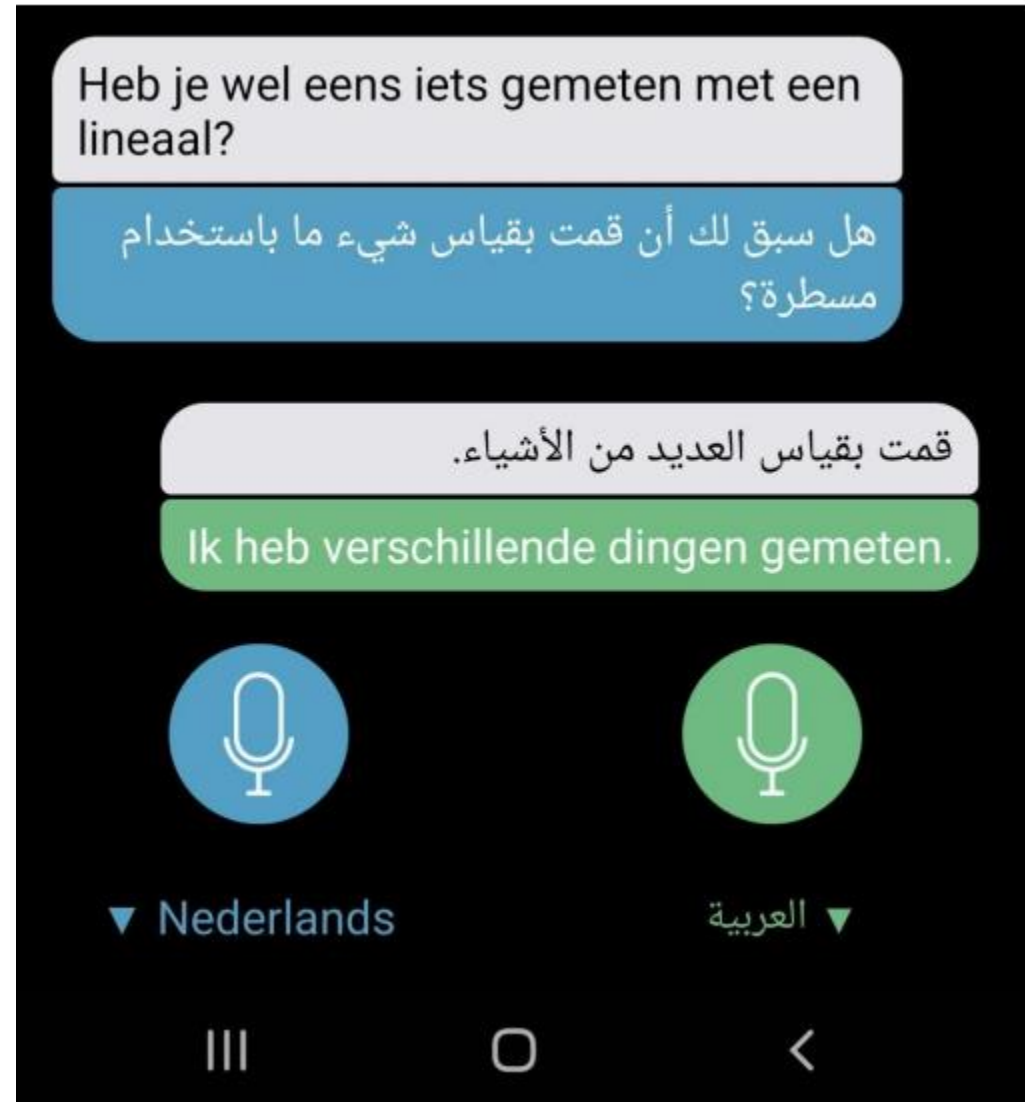 Heb je wel eens iets gemeten met een
lineaal?
هل سبق لك أن قمت بقياس شيء ما باستخدام
مسطرة؟
قمت بقياس العديد من الأشياء.
Ik heb verschillende dingen gemeten.
Nederlands
العربية